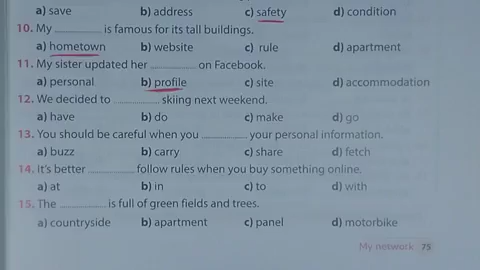 a) save b) address c) safety d) condition
10. My ............... is famous for its tall buildings.
a) hometown b) website c) rule d) apartment
11. My sister updated her ............... on Facebook.
a) personal b) profile c) site d) accommodation
12. We decided to ............... skiing next weekend.
a) have b) do c) make d) go
13. You should be careful when you ............... your personal information.
a) buzz b) carry c) share d) fetch
14. It's better ............... follow rules when you buy something online.
a) at b) in c) to d) with
15. The ............... is full of green fields and trees.
a) countryside b) apartment c) panel d) motorbike
My network 75